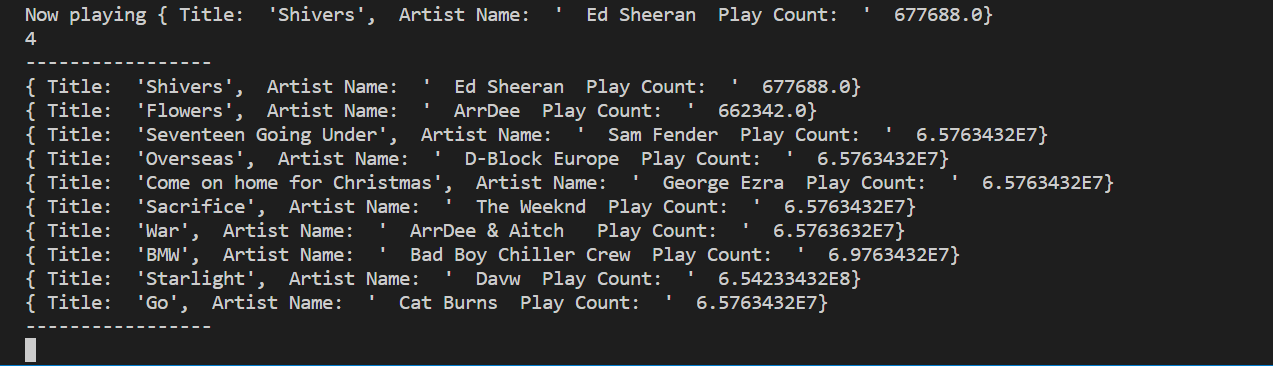 Now playing { Title:  'Shivers',  Artist Name:  '  Ed Sheeran  Play Count:  '  677688.0}
4
-----------------
{ Title:  'Shivers',  Artist Name:  '  Ed Sheeran  Play Count:  '  677688.0}
{ Title:  'Flowers',  Artist Name:  '  ArrDee  Play Count:  '  662342.0}
{ Title:  'Seventeen Going Under',  Artist Name:  '  Sam Fender  Play Count:  '  6.5763432E7}
{ Title:  'Overseas',  Artist Name:  '  D-Block Europe  Play Count:  '  6.5763432E7}
{ Title:  'Come on home for Christmas',  Artist Name:  '  George Ezra  Play Count:  '  6.5763432E7}
{ Title:  'Sacrifice',  Artist Name:  '  The Weeknd  Play Count:  '  6.5763432E7}
{ Title:  'War',  Artist Name:  '  ArrDee & Aitch   Play Count:  '  6.5763632E7}
{ Title:  'BMW',  Artist Name:  '  Bad Boy Chiller Crew  Play Count:  '  6.9763432E7}
{ Title:  'Starlight',  Artist Name:  '  Davw  Play Count:  '  6.54233432E8}
{ Title:  'Go',  Artist Name:  '  Cat Burns  Play Count:  '  6.5763432E7}
-----------------